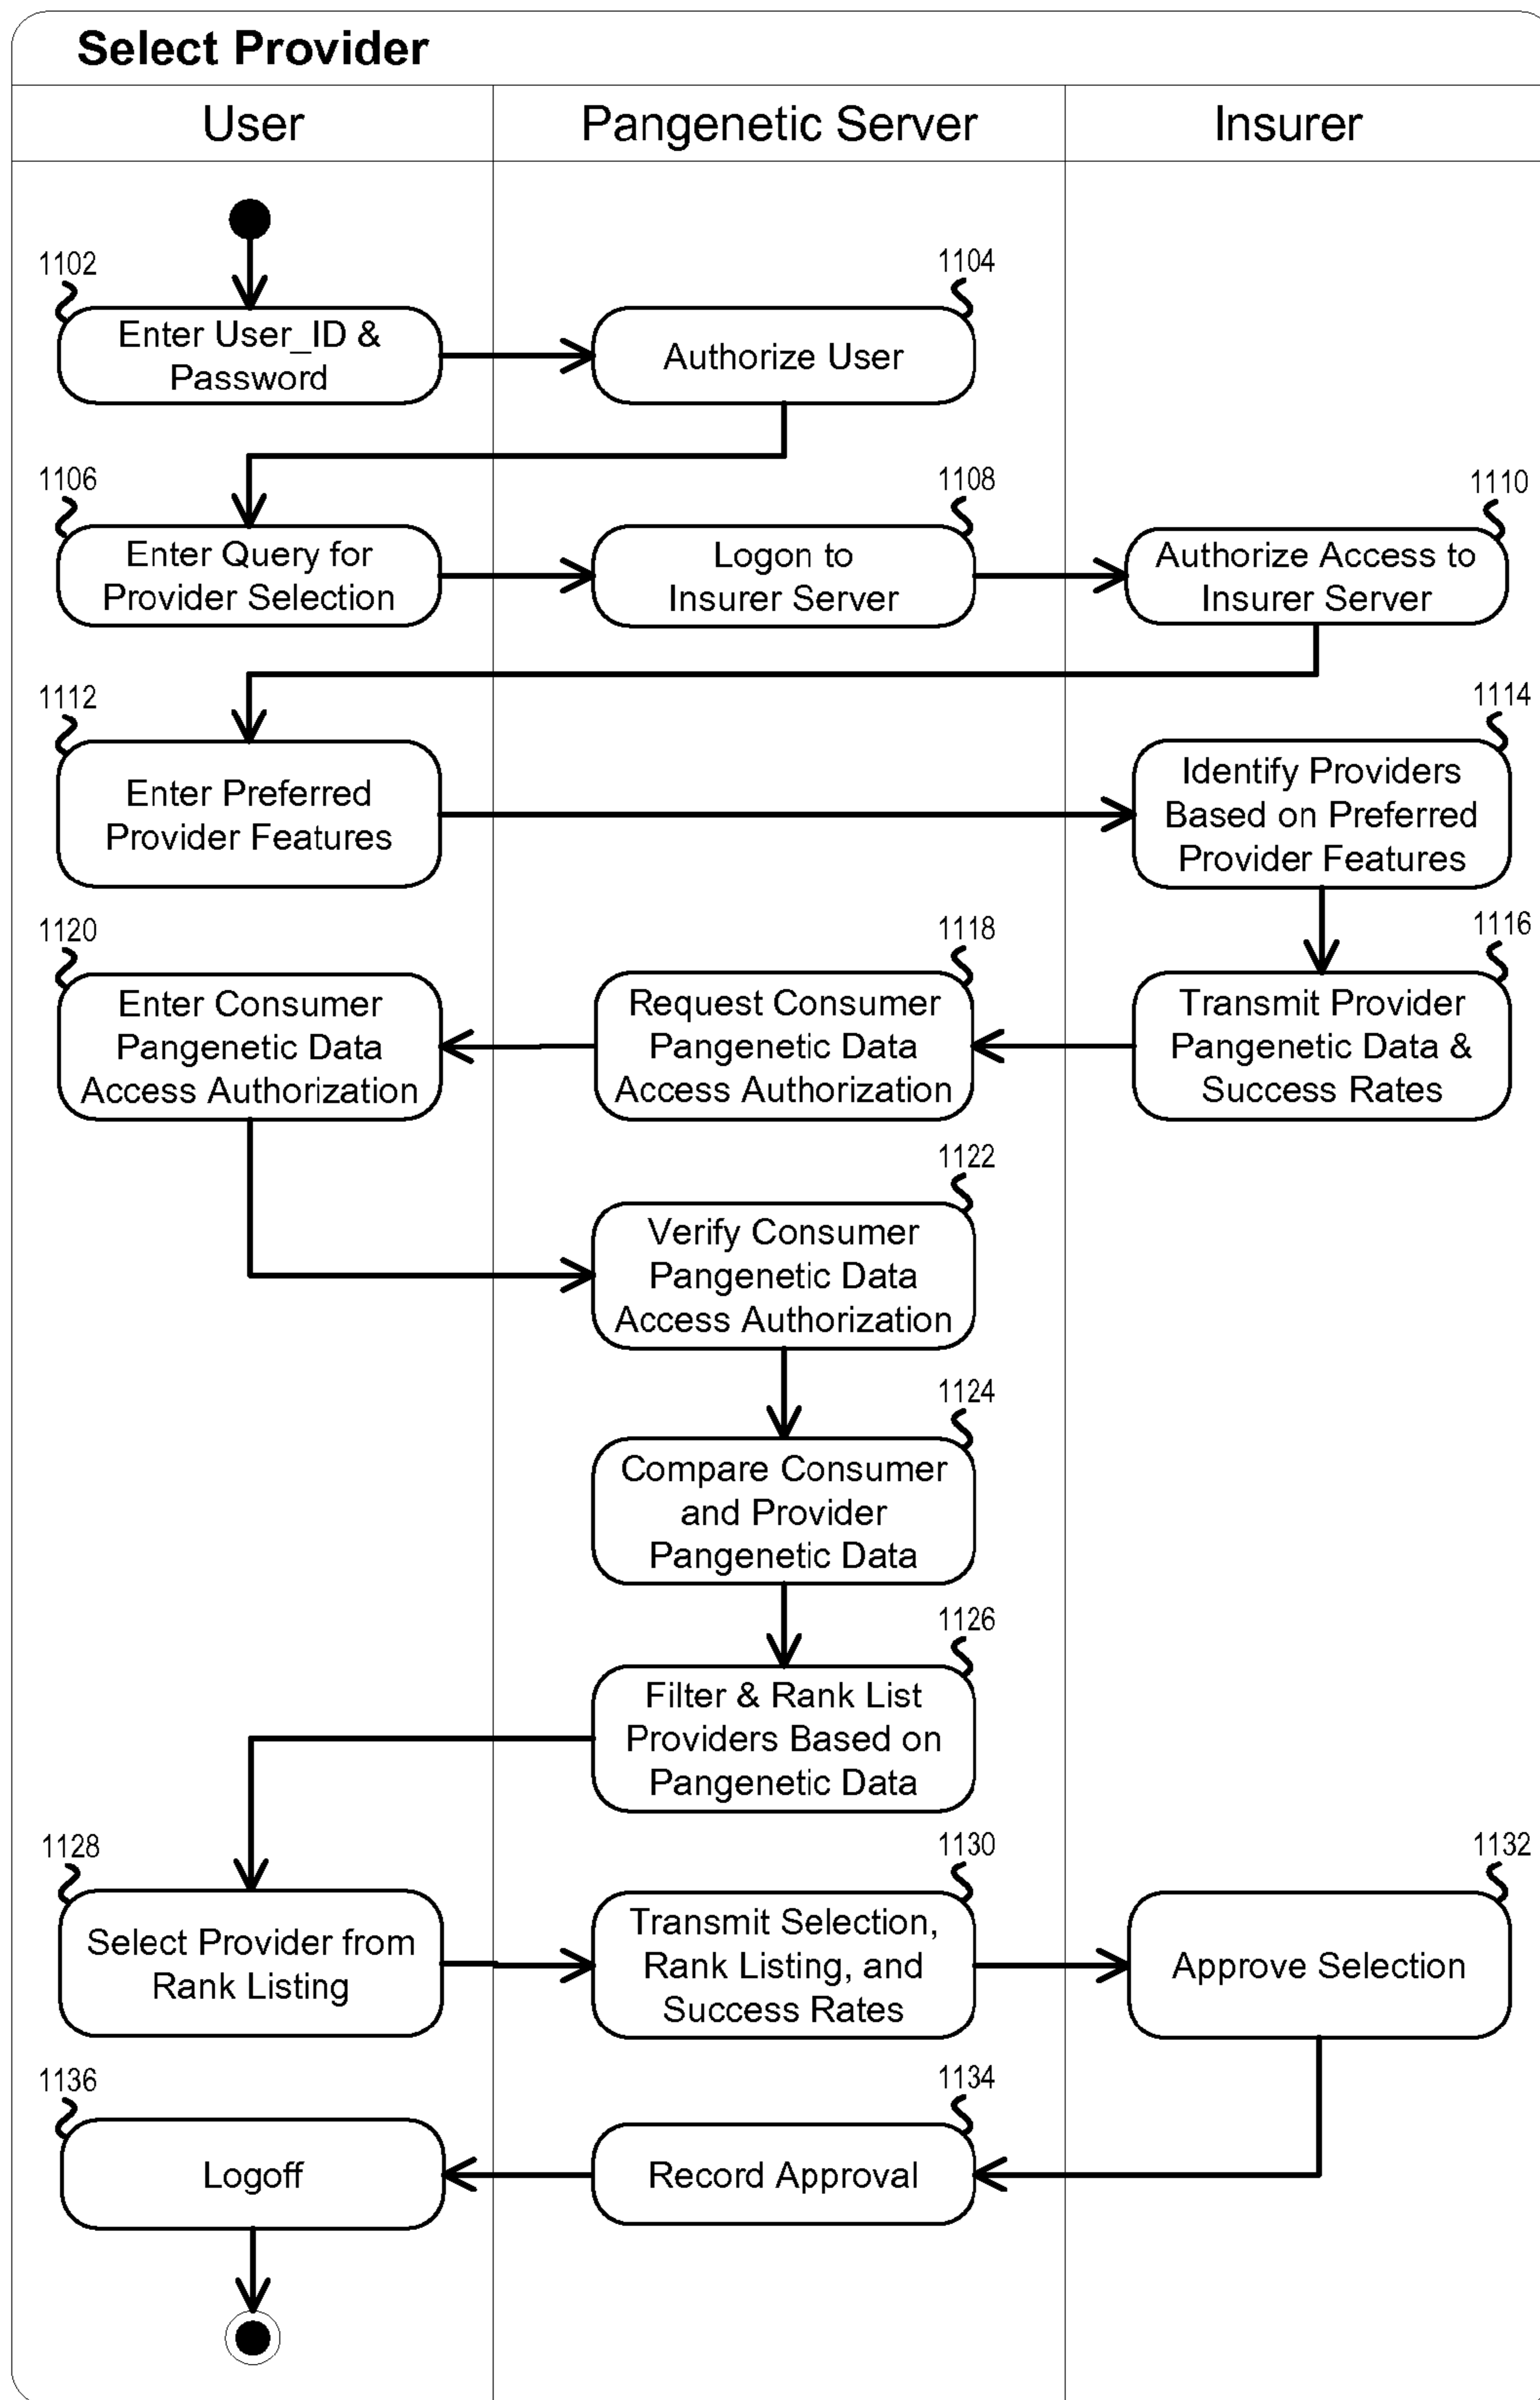 Select Provider
User
Pangenetic Server
Insurer
1102
Enter User_ID &
Password
1104
Authorize User
1106
Enter Query for
Provider Selection
1108
Logon to
Insurer Server
1110
Authorize Access to
Insurer Server
1112
Enter Preferred
Provider Features
1114
Identify Providers
Based on Preferred
Provider Features
1116
Transmit Provider
Pangenetic Data &
Success Rates
1118
Request Consumer
Pangenetic Data
Access Authorization
1120
Enter Consumer
Pangenetic Data
Access Authorization
1122
Verify Consumer
Pangenetic Data
Access Authorization
1124
Compare Consumer
and Provider
Pangenetic Data
1126
Filter & Rank List
Providers Based on
Pangenetic Data
1128
Select Provider from
Rank Listing
1130
Transmit Selection,
Rank Listing, and
Success Rates
1132
Approve Selection
1134
Record Approval
1136
Logoff